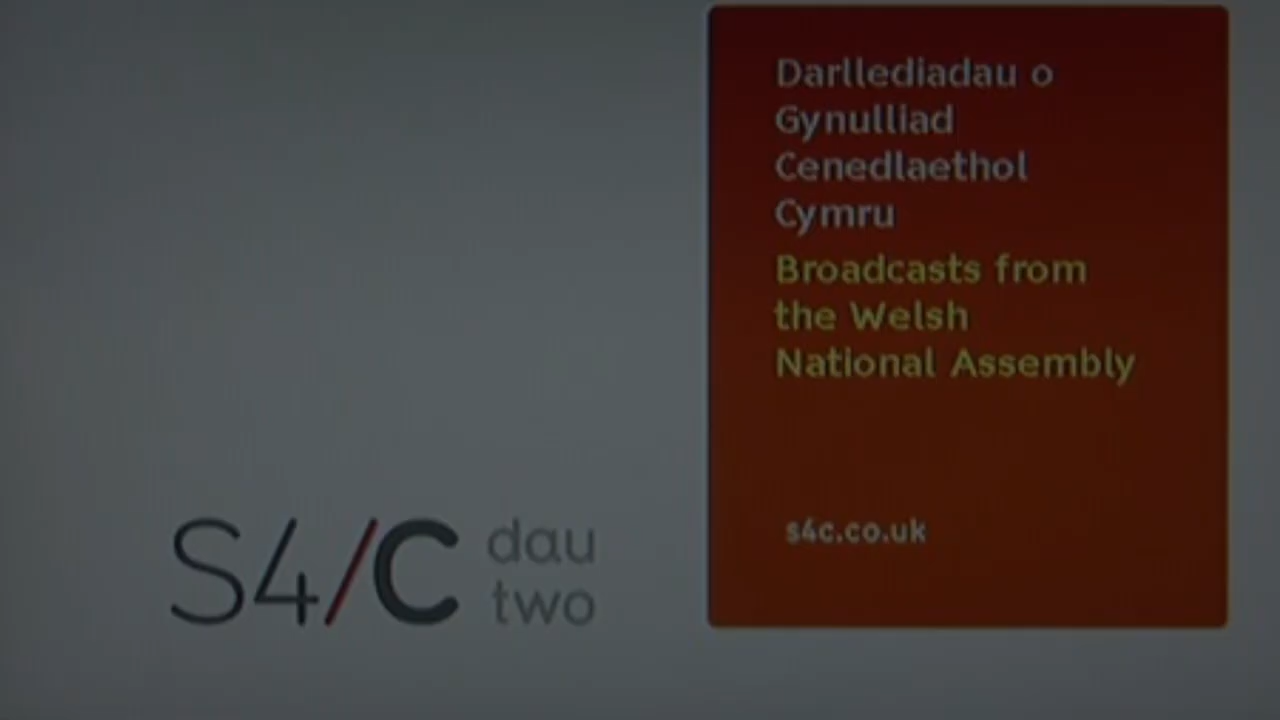 Darllediadau o
Gynulliad
Cenedlaethol
Cymru
Broadcasts from
the Welsh
National Assembly
s4c.co.uk
S4/C dau
two